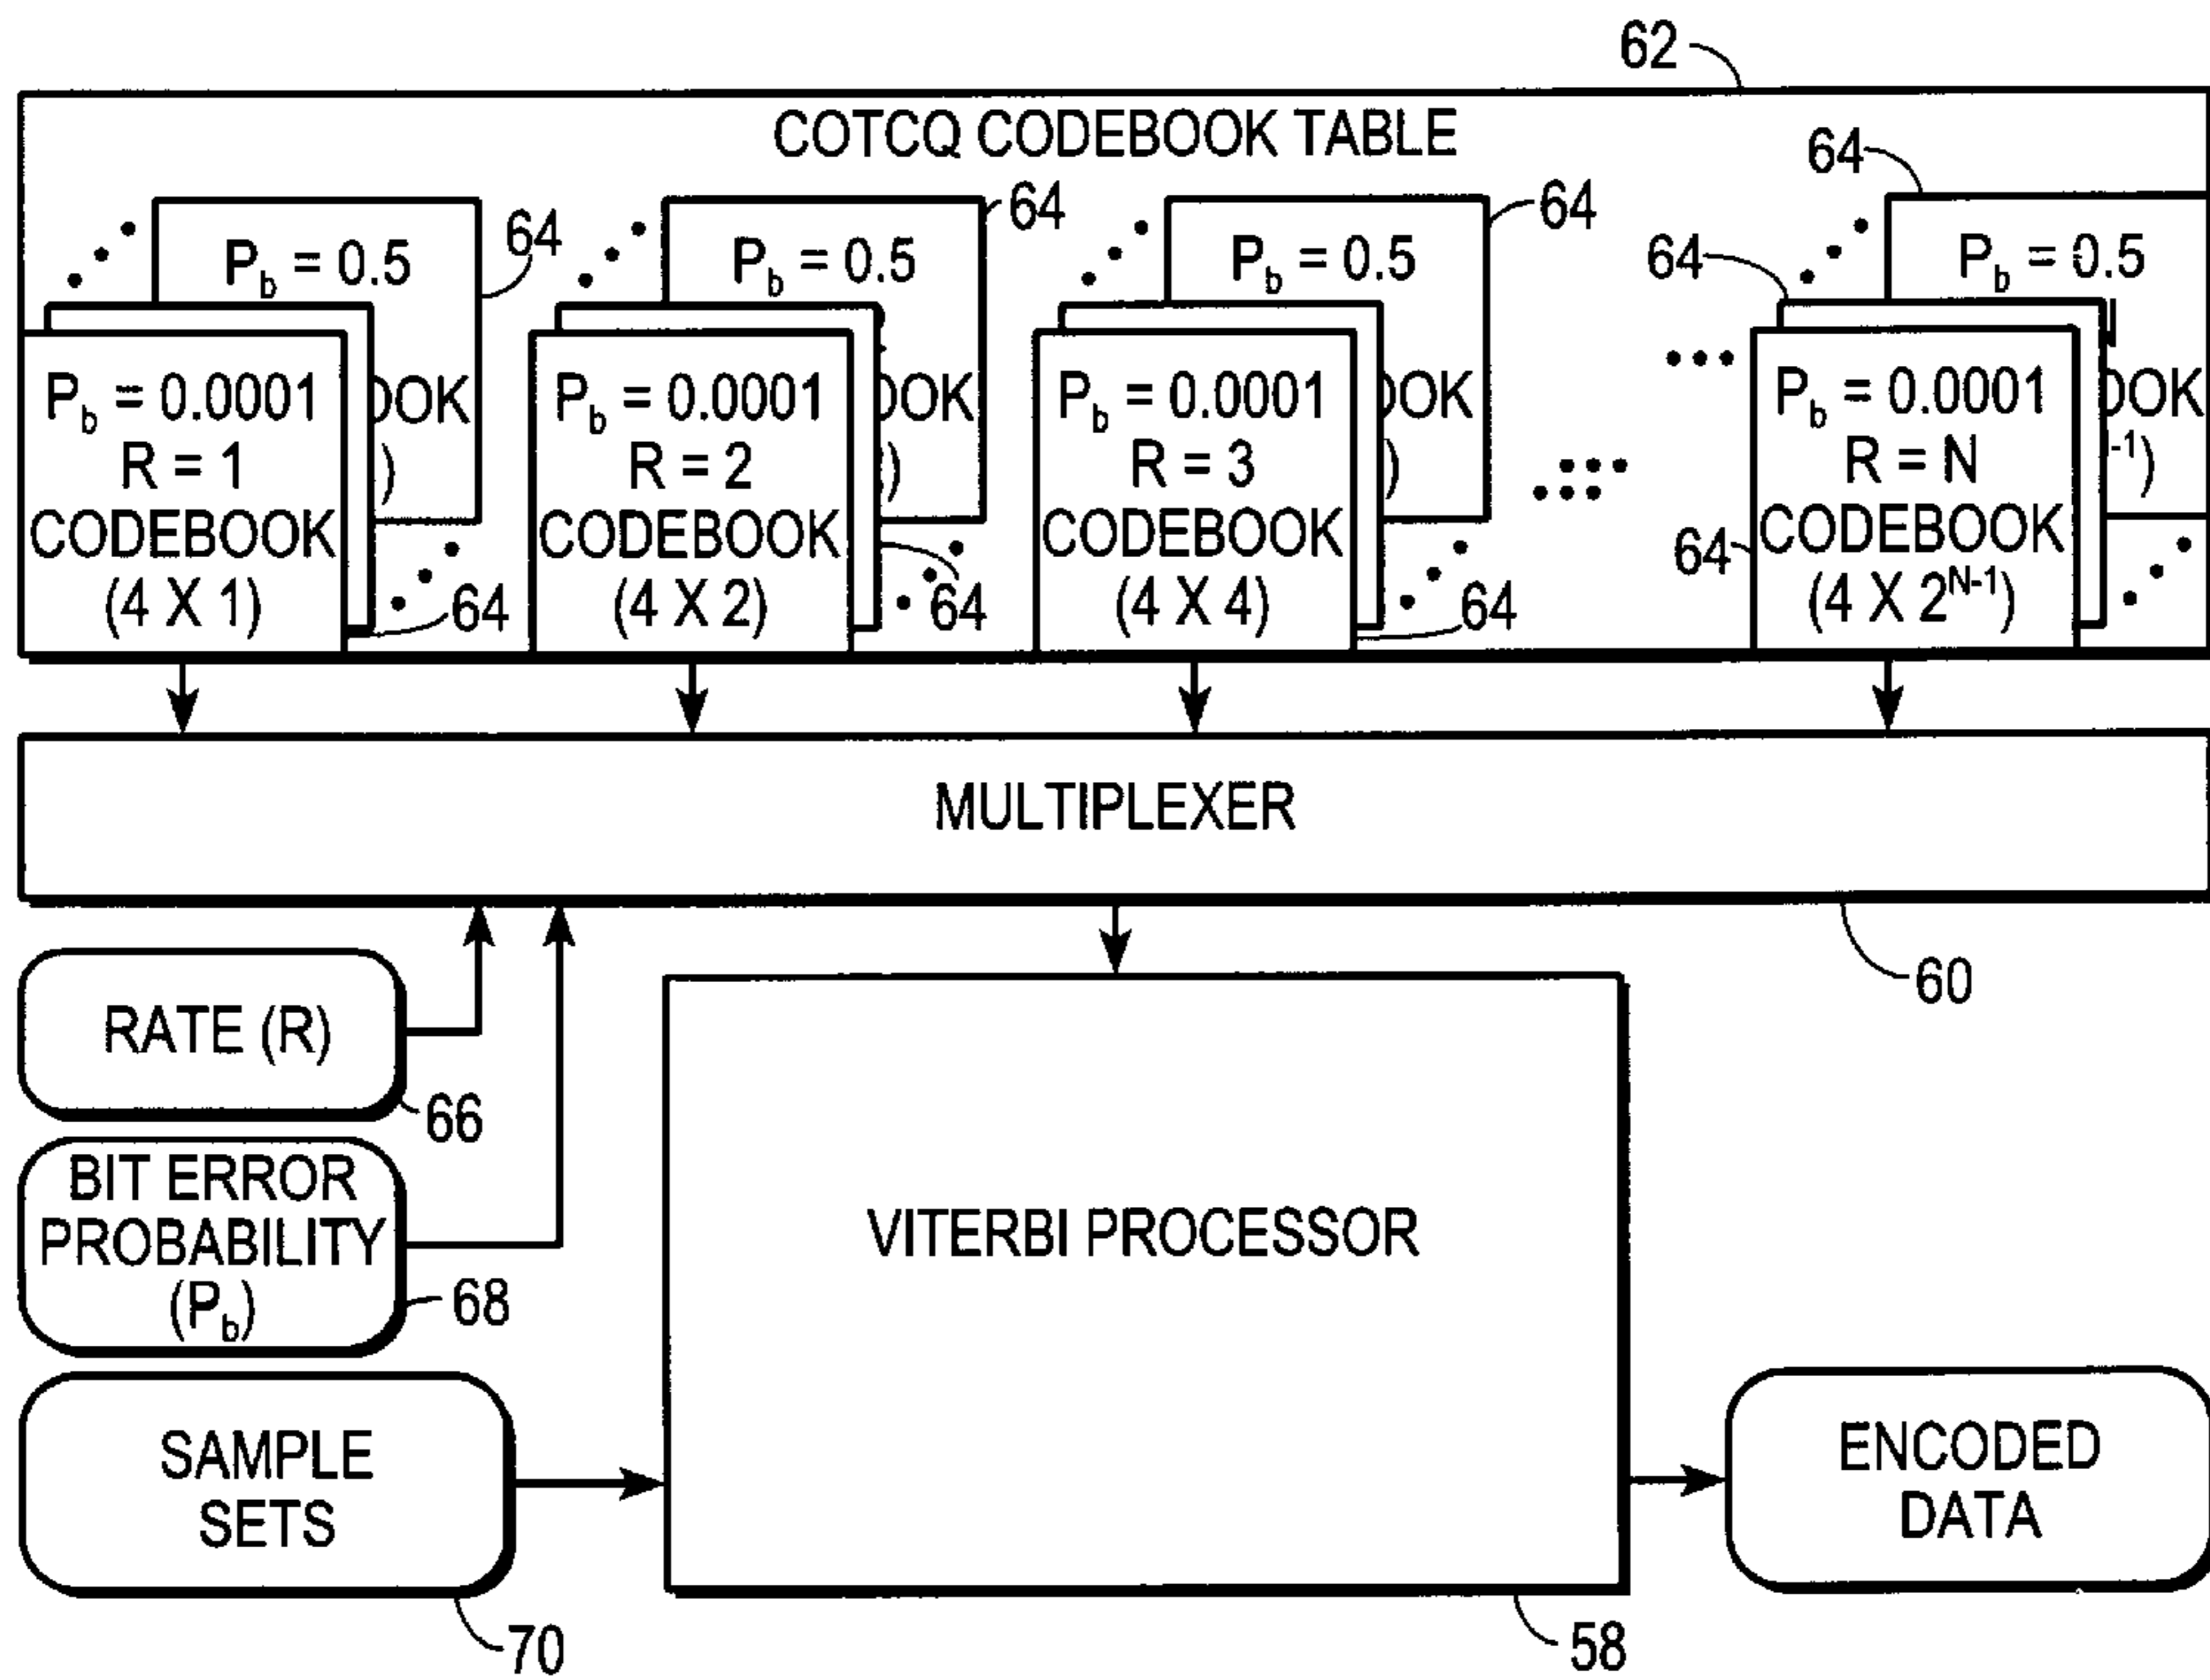 62
COTCQ CODEBOOK TABLE
64
64
64
64
64
P_b = 0.5
P_b = 0.5
P_b = 0.5
P_b = 0.5
P_b = 0.0001
R = 1
CODEBOOK
(4 X 1)
64
P_b = 0.0001
R = 2
CODEBOOK
(4 X 2)
64
P_b = 0.0001
R = 3
CODEBOOK
(4 X 4)
64
64
P_b = 0.0001
R = N
CODEBOOK
(4 X 2^{N-1})
OOK
)
OOK
)
OOK
)
OOK
-1)
MULTIPLEXER
60
RATE (R)
66
BIT ERROR
PROBABILITY
(P_b)
68
SAMPLE
SETS
70
VITERBI PROCESSOR
58
ENCODED
DATA